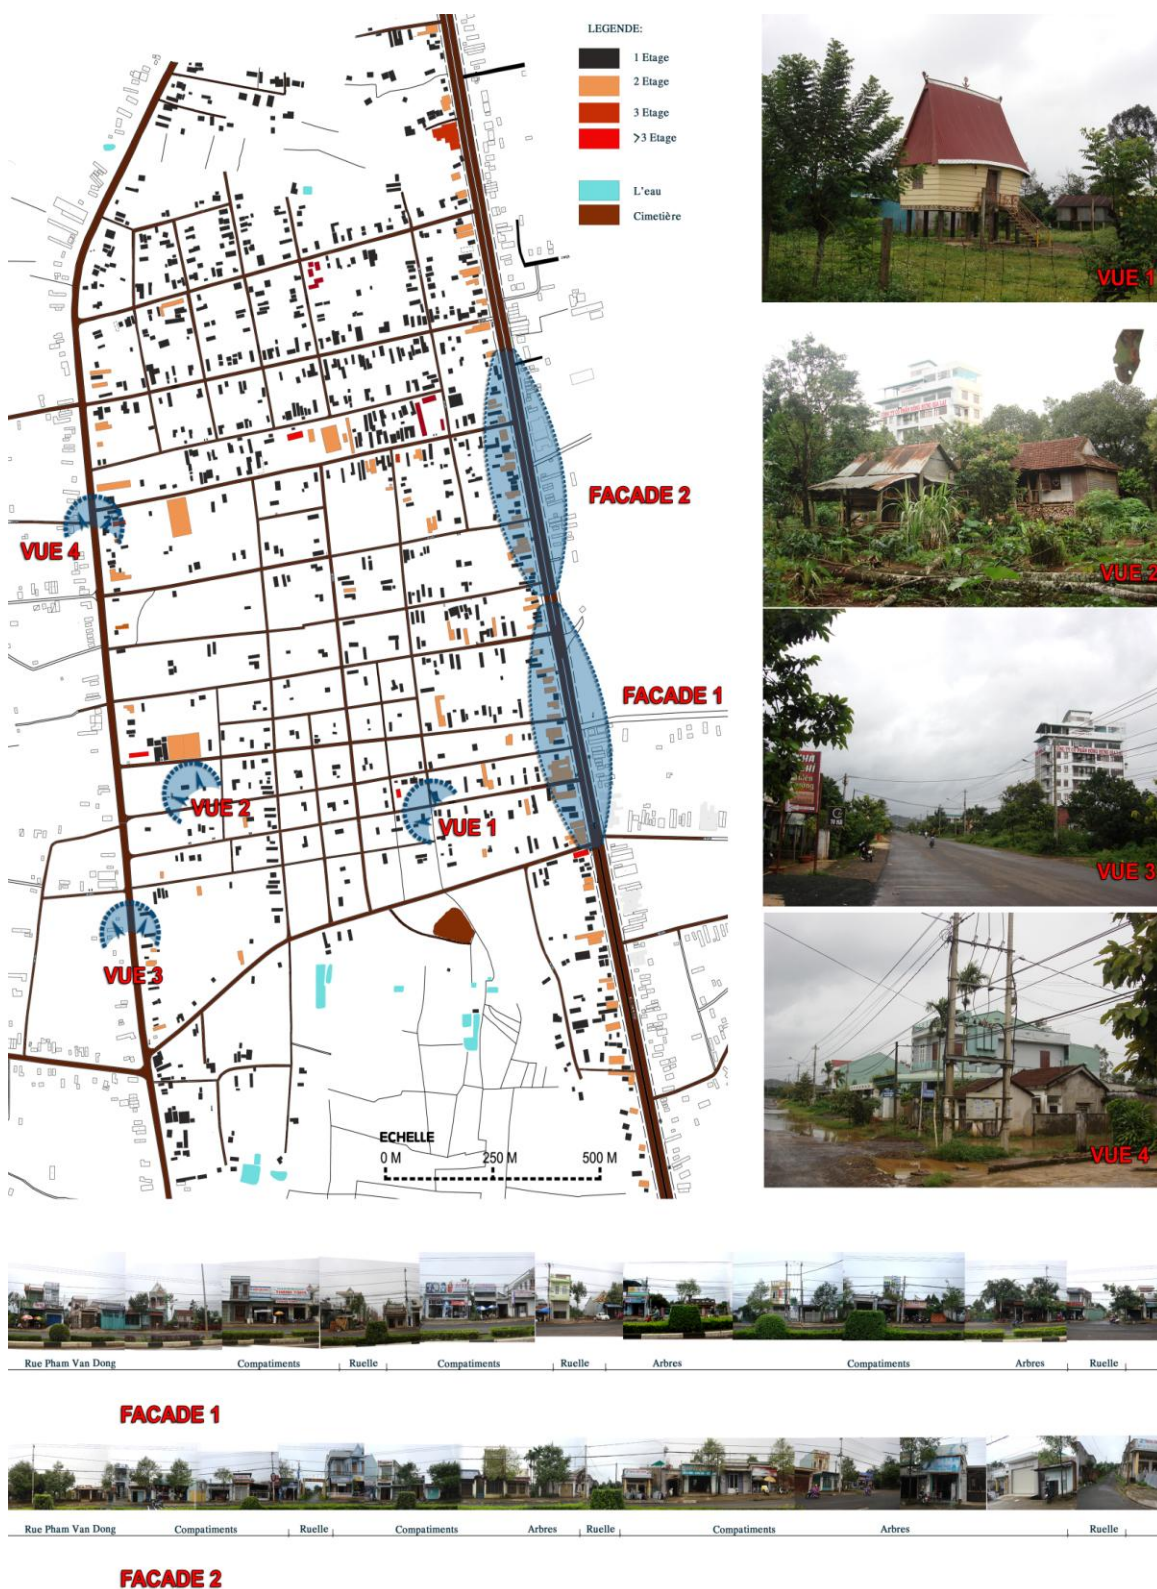 LEGENDE:
1 Etage
2 Etage
3 Etage
>3 Etage
L'eau
Cimetière
VUE 1
VUE 2
VUE 3
VUE 4
FACADE 2
FACADE 1
VUE 4
VUE 2
VUE 1
VUE 3
ECHELLE
0 M 250 M 500 M
Rue Pham Van Dong Compatiments Ruelle Compatiments Ruelle Arbres Compatiments Arbres Ruelle
FACADE 1
Rue Pham Van Dong Compatiments Ruelle Compatiments Arbres Ruelle Compatiments Arbres Ruelle
FACADE 2